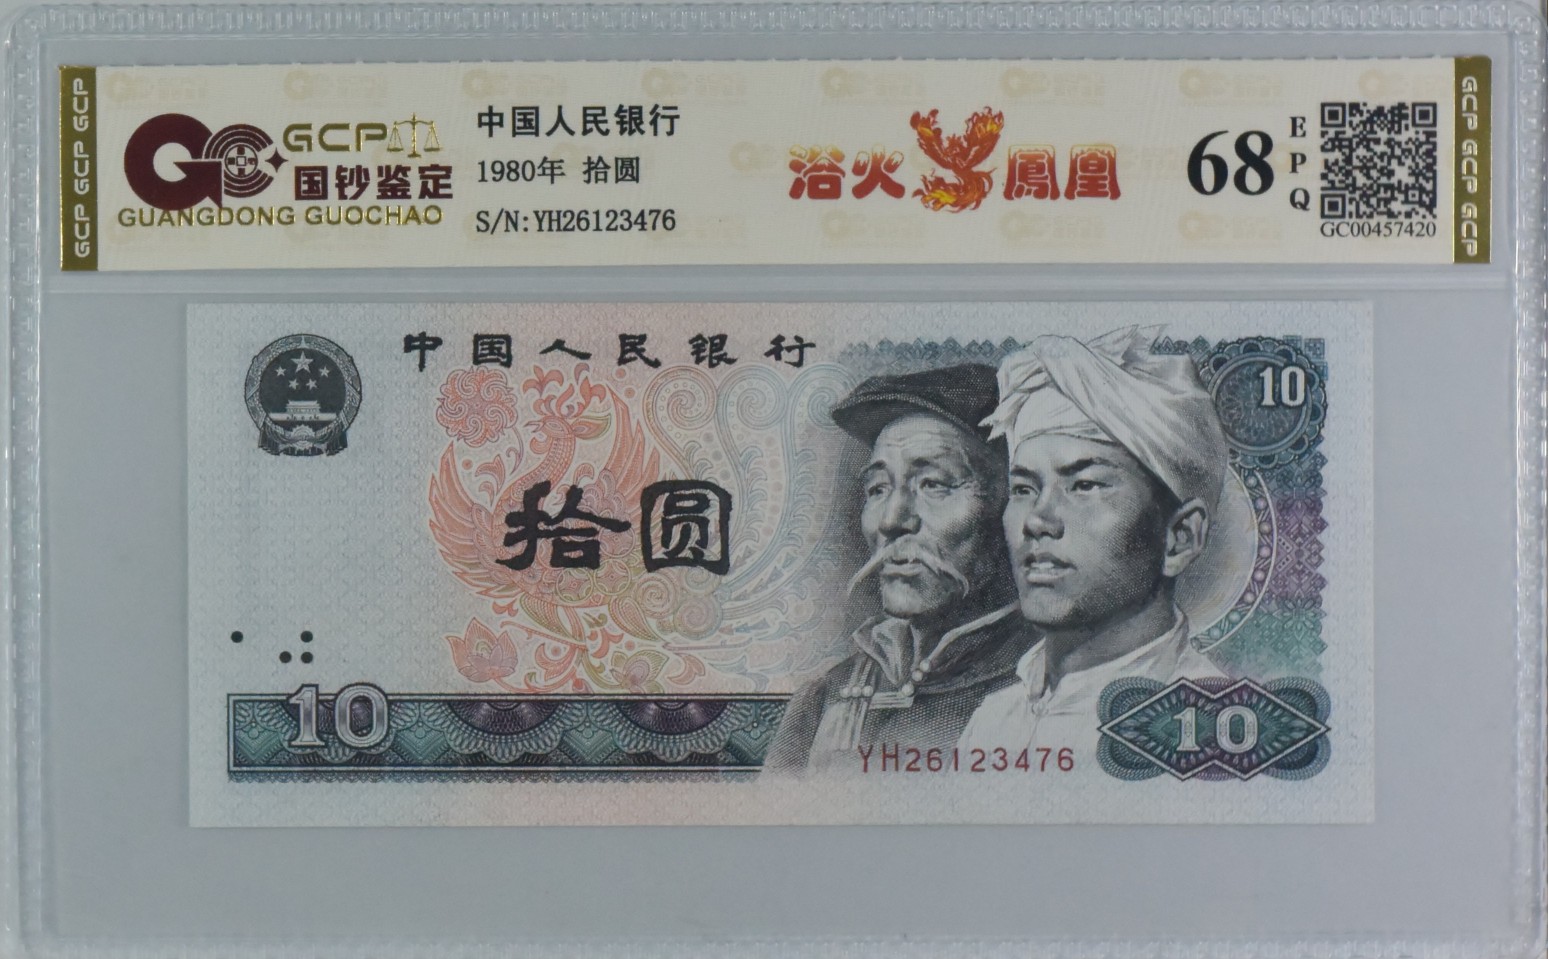 GCP GCP GCP
GCP
国钞鉴定
GUANGDONG GUOCHAO
中国人民银行
1980年 拾圆
S/N:YH26123476
浴火鳳凰
68
EPQ
GC00457420
GCP GCP GCP
中国人民银行
10
拾圆
10
YH26123476
10